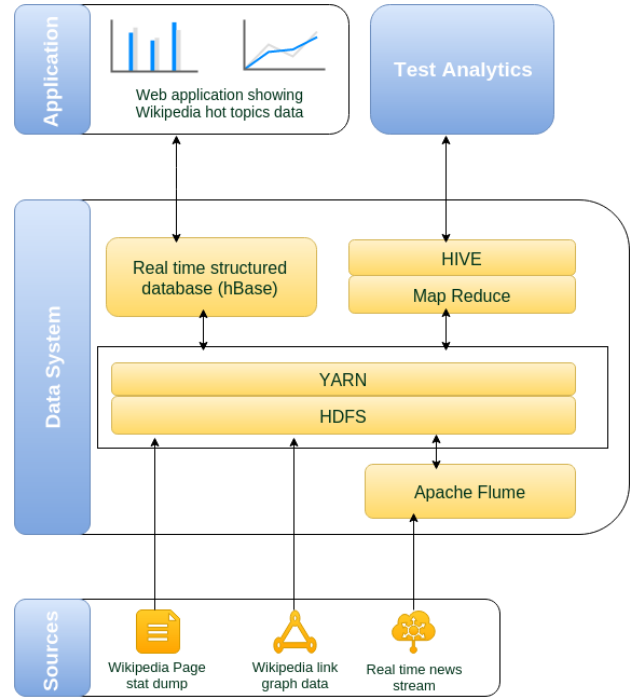 Application
Web application showing
Wikipedia hot topics data
Test Analytics
Data System
Real time structured
database (hBase)
HIVE
Map Reduce
YARN
HDFS
Apache Flume
Sources
Wikipedia Page
stat dump
Wikipedia link
graph data
Real time news
stream